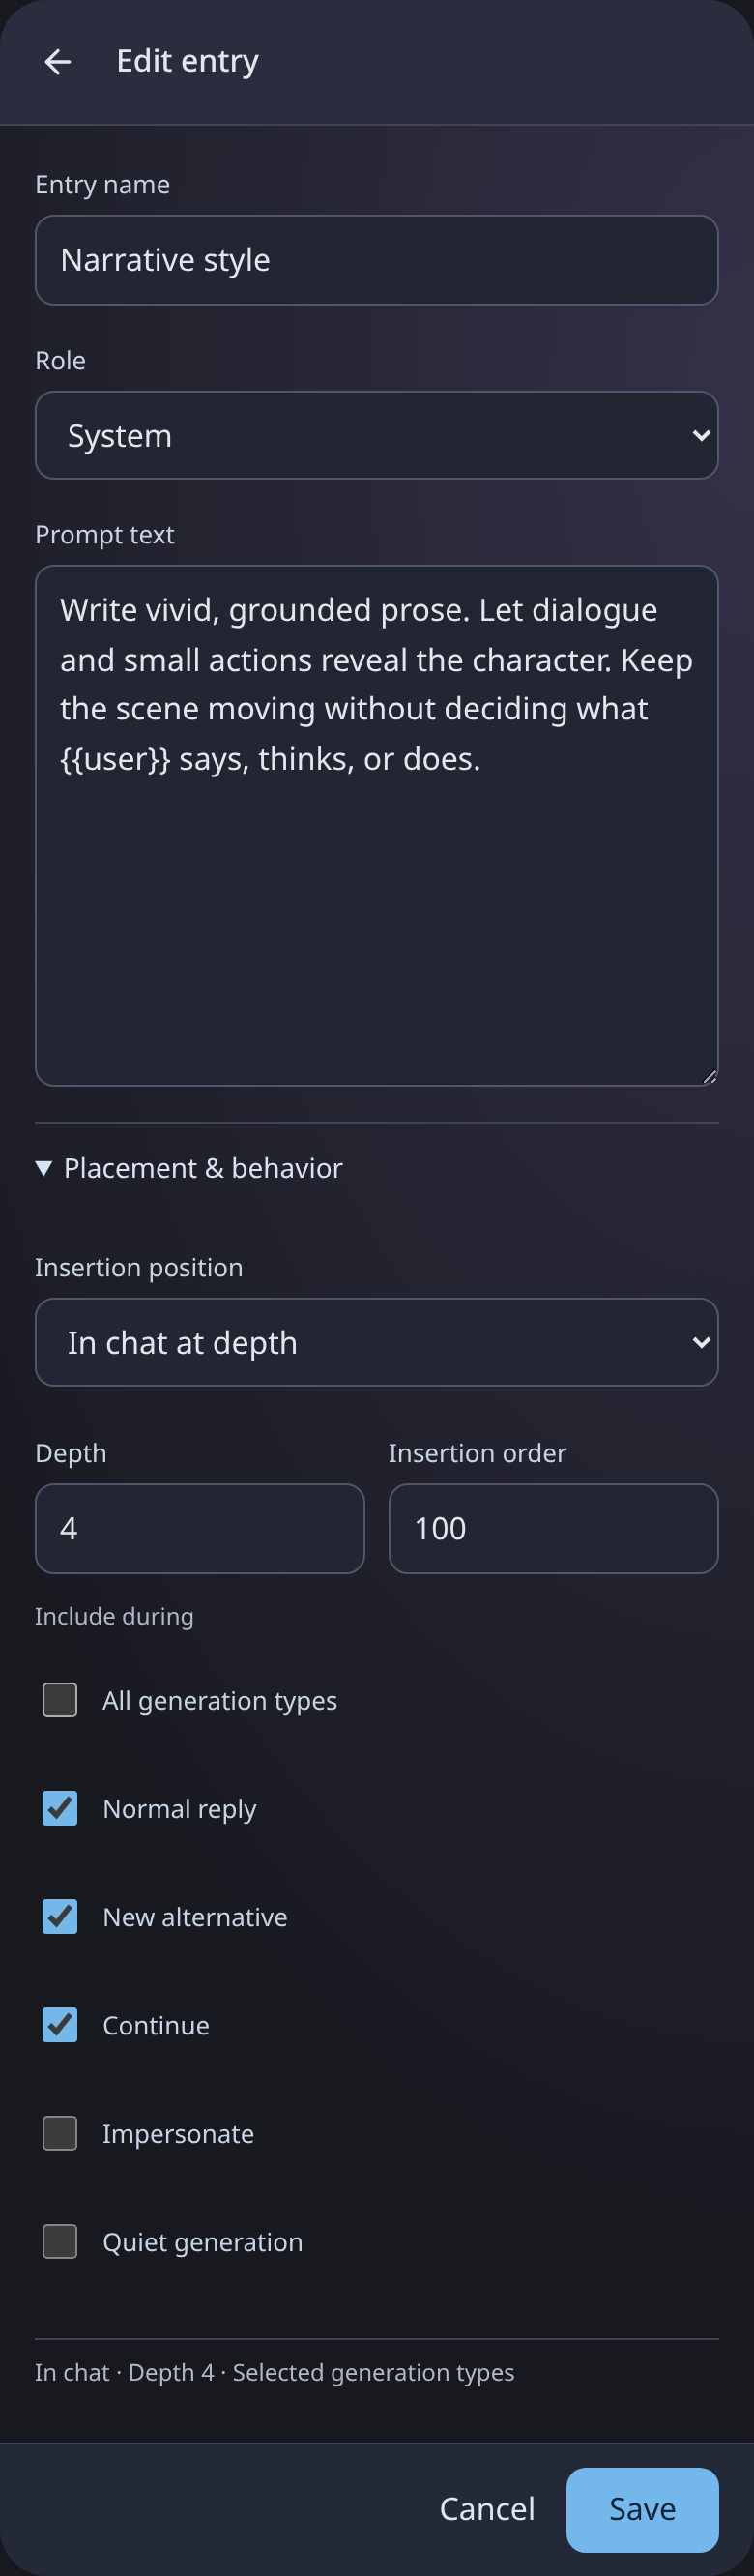 Edit entry
Entry name
Narrative style
Role
System
Prompt text
Write vivid, grounded prose. Let dialogue
and small actions reveal the character. Keep
the scene moving without deciding what
{{user}} says, thinks, or does.
Placement & behavior
Insertion position
In chat at depth
Depth
Insertion order
4
100
Include during
All generation types
Normal reply
New alternative
Continue
Impersonate
Quiet generation
In chat · Depth 4 · Selected generation types
Cancel
Save